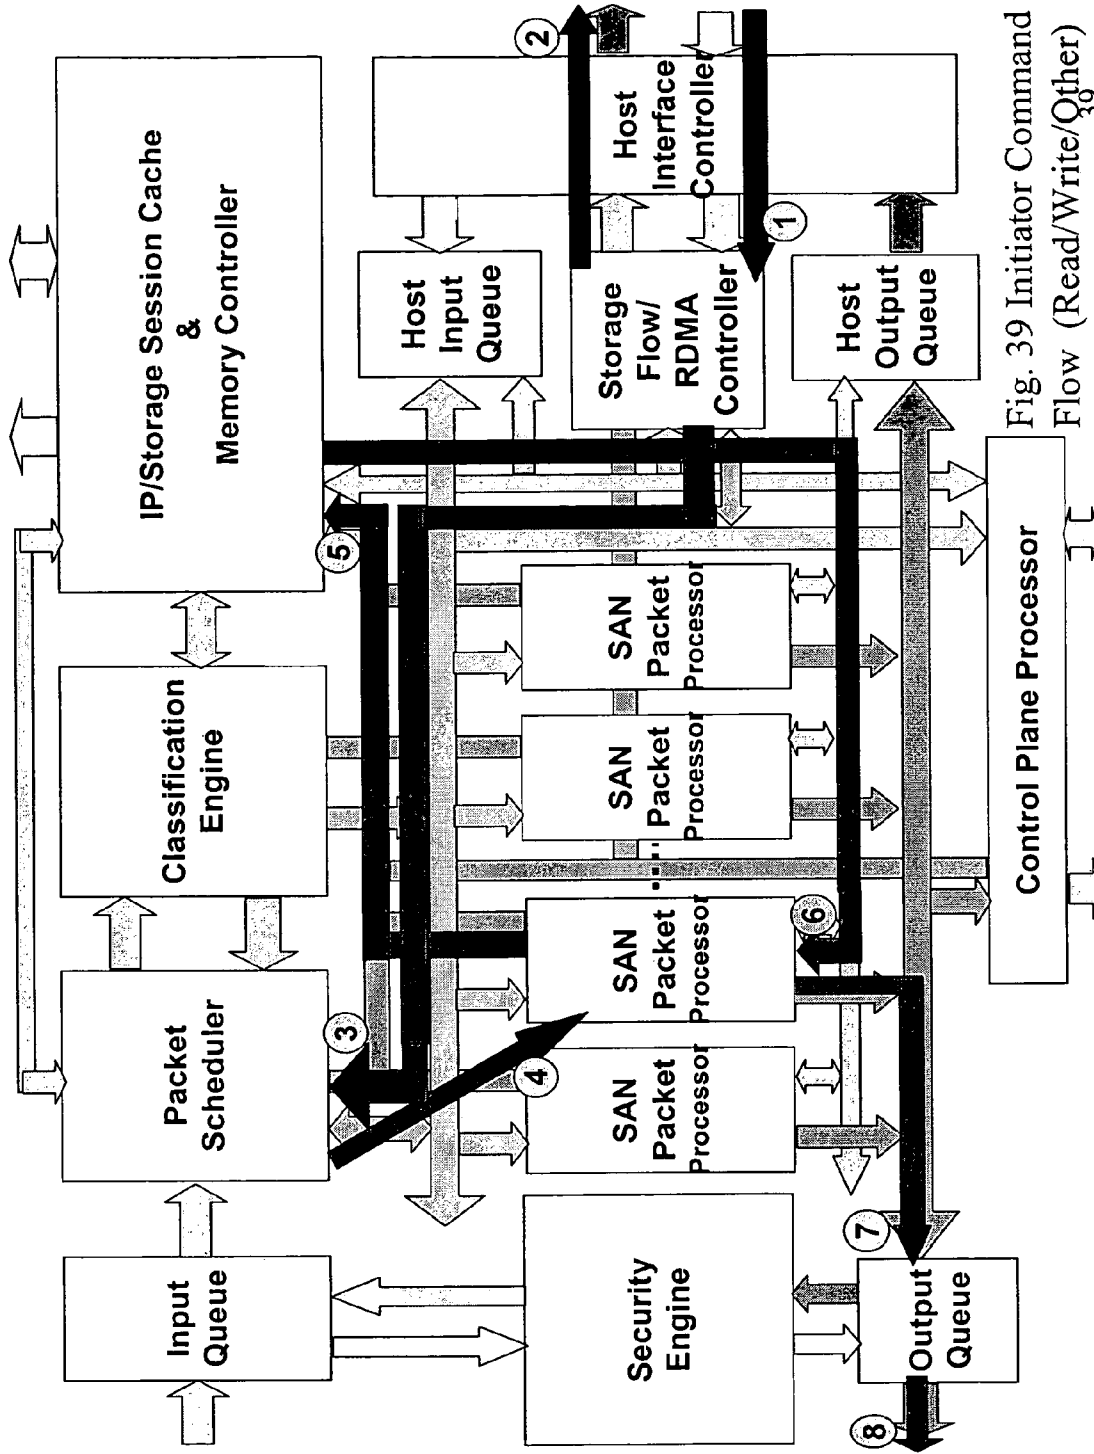 Input
Queue
Packet
Scheduler
Classification
Engine
IP/Storage Session Cache
&
Memory Controller
Security
Engine
SAN
Packet
Processor
SAN
Packet
Processor
SAN
Packet
Processor
SAN
Packet
Processor
Host
Input
Queue
Storage
Flow/
RDMA
Controller
Host
Output
Queue
Host
Interface
Controller
Output
Queue
Control Plane Processor
1
2
3
4
5
6
7
8
Fig. 39 Initiator Command
Flow (Read/Write/Other)
39